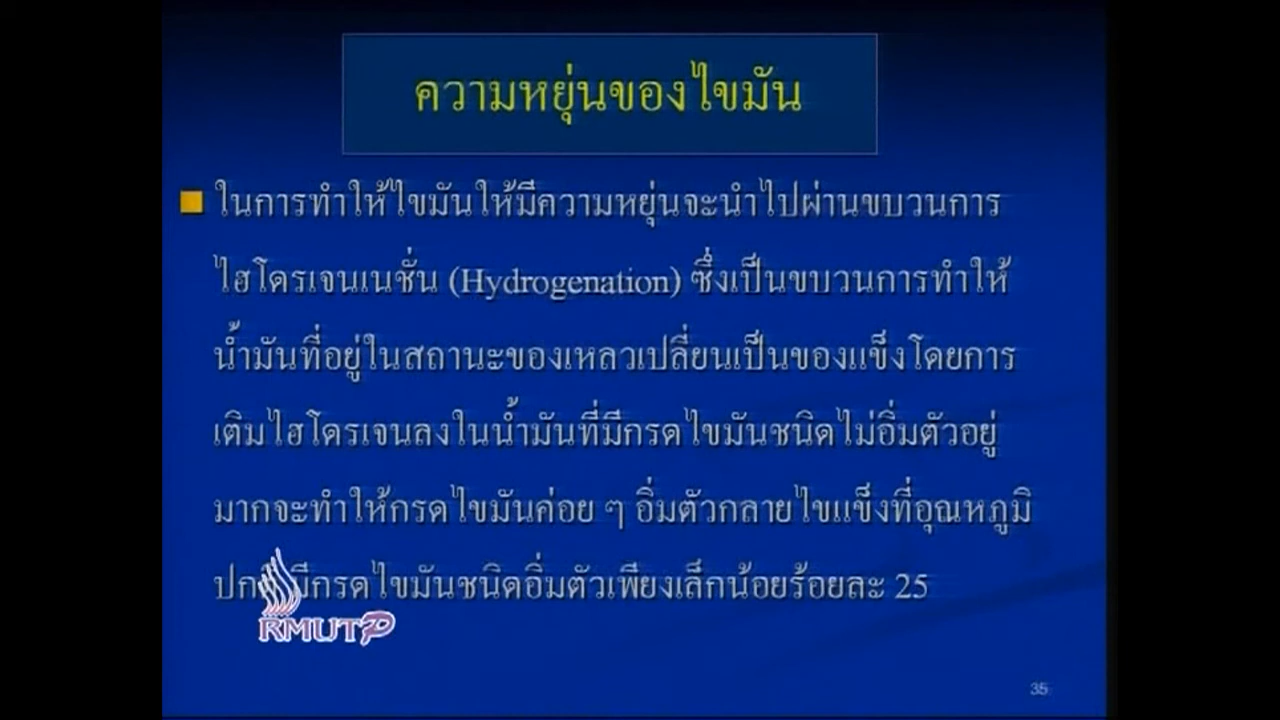 ความหยุ่นของไขมัน
ในการทำให้ไขมันให้มีความหยุ่นจะนำไปผ่านขบวนการ
ไฮโดรเจนเนชั่น (Hydrogenation) ซึ่งเป็นขบวนการทำให้
น้ำมันที่อยู่ในสถานะของเหลวเปลี่ยนเป็นของแข็งโดยการ
เติมไฮโดรเจนลงในน้ำมันที่มีกรดไขมันชนิดไม่อิ่มตัวอยู่
มากจะทำให้กรดไขมันค่อย ๆ อิ่มตัวกลายไขแข็งที่อุณหภูมิ
มีกรดไขมันชนิดอิ่มตัวเพียงเล็กน้อยร้อยละ 25
RMUTP
35